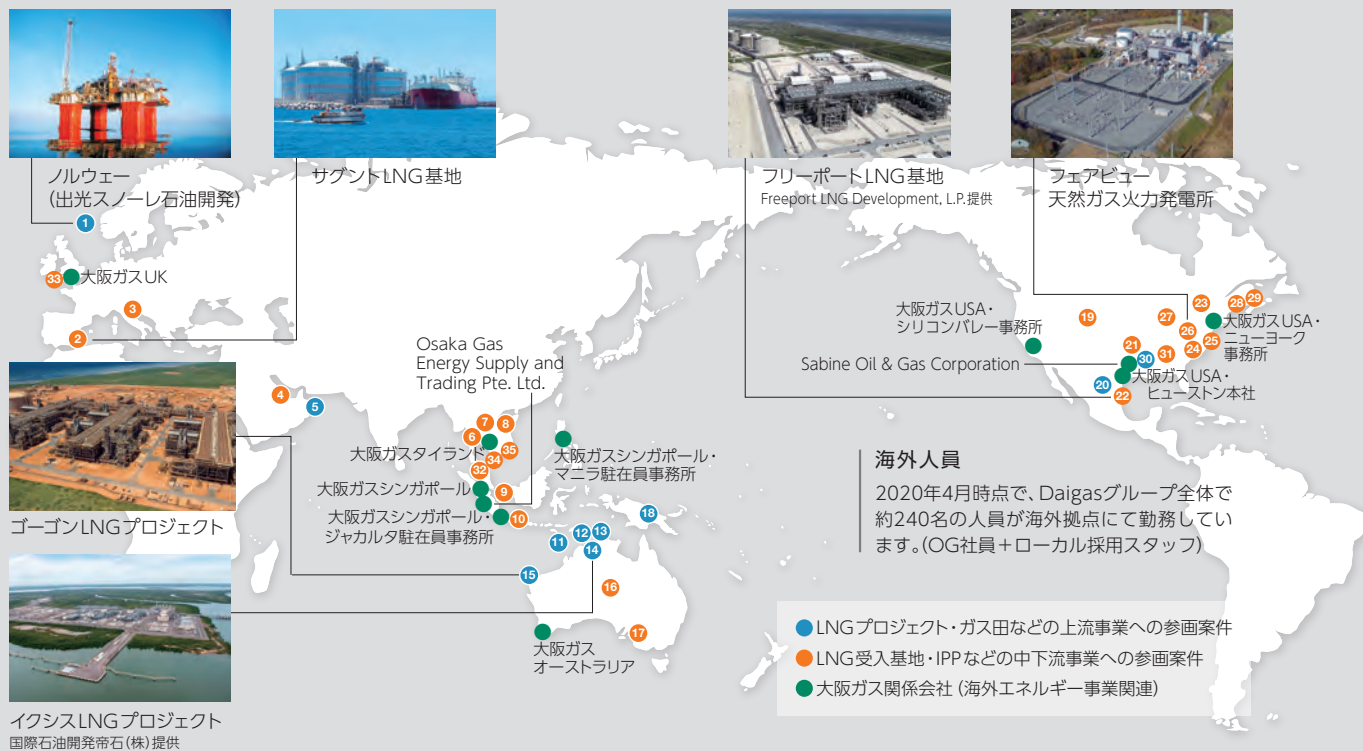 ノルウェー
(出光スノーレ石油開発)
サグントLNG基地
フリーポートLNG基地
Freeport LNG Development, L.P.提供
フェアビュー
天然ガス火力発電所
1
33
大阪ガスUK
3
2
4
5
Osaka Gas
Energy Supply and
Trading Pte. Ltd.
7
8
6
35
大阪ガスタイランド
34
32
大阪ガスシンガポール・
マニラ駐在員事務所
大阪ガスシンガポール
9
10
大阪ガスシンガポール・
ジャカルタ駐在員事務所
18
11
12
13
14
15
16
17
大阪ガス
オーストラリア
ゴーゴンLNGプロジェクト
イクシスLNGプロジェクト
国際石油開発帝石(株)提供
大阪ガスUSA・
シリコンバレー事務所
19
27
23
28
29
26
大阪ガスUSA・
ニューヨーク
事務所
21
30
31
24
25
Sabine Oil & Gas Corporation
20
22
大阪ガスUSA・
ヒューストン本社
海外人員
2020年4月時点で、Daigasグループ全体で
約240名の人員が海外拠点にて勤務してい
ます。(OG社員+ローカル採用スタッフ)
LNGプロジェクト・ガス田などの上流事業への参画案件
LNG受入基地・IPPなどの中下流事業への参画案件
大阪ガス関係会社(海外エネルギー事業関連)